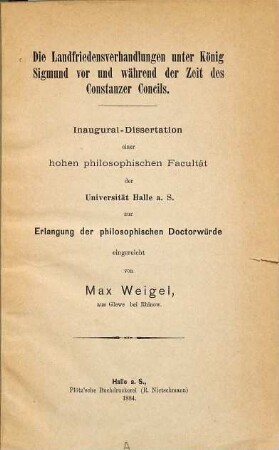 Die Landfriedensverhandlungen unter König
Sigmund vor und während der Zeit des
Constanzer Concils.
Inaugural-Dissertation
einer
hohen philosophischen Facultät
der
Universität Halle a. S.
zur
Erlangung der philosophischen Doctorwürde
eingereicht
von
Max Weigel,
aus Glewe bei Rhinow.
Halle a. S.,
Plötz'sche Buchdruckerei (R. Nietschmann)
1884.
A